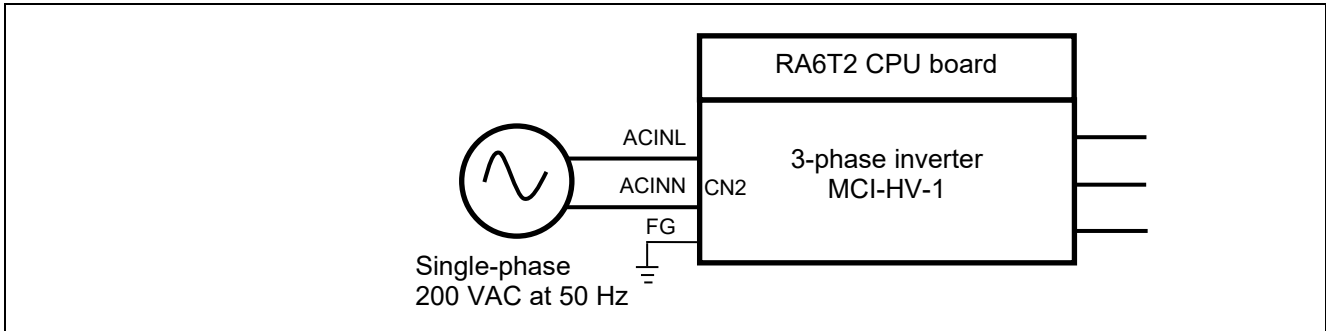 RA6T2 CPU board
ACINL
3-phase inverter
MCI-HV-1
ACINN
CN2
FG
Single-phase
200 VAC at 50 Hz